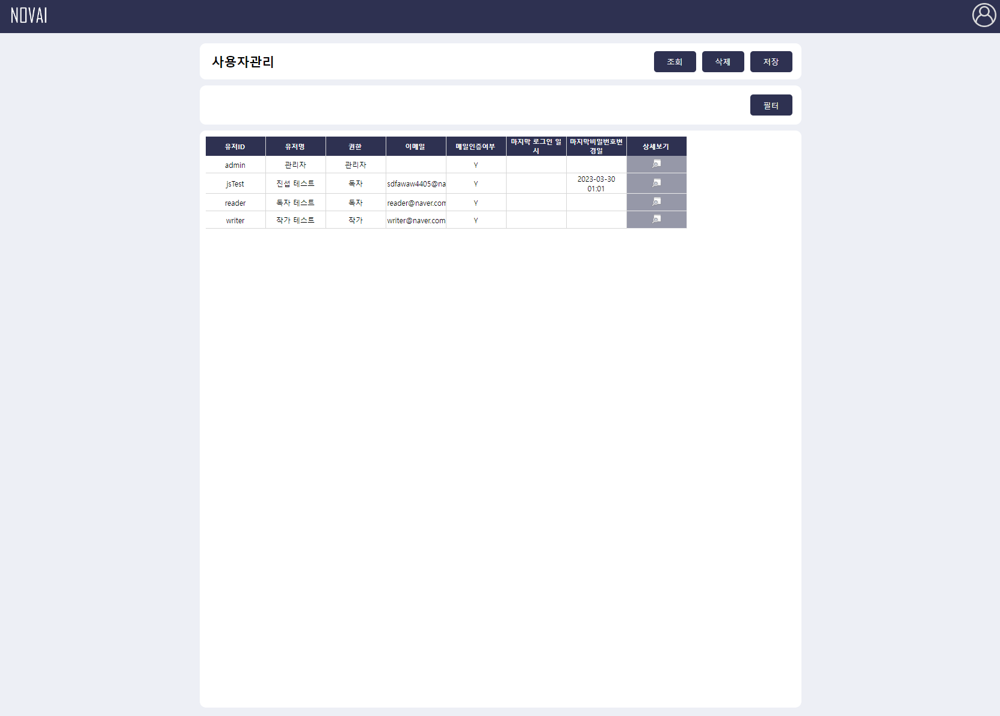 NOVAI
사용자관리
조회 삭제 저장
필터
유저ID 유저명 권한 이메일 메일인증여부 마지막 로그인 일시 마지막비밀번호변경일 상세보기
admin 관리자 관리자 Y
jsTest 진섭 테스트 독자 sdfawaw4405@na Y 2023-03-30 01:01
reader 독자 테스트 독자 reader@naver.com Y
writer 작가 테스트 작가 writer@naver.com Y